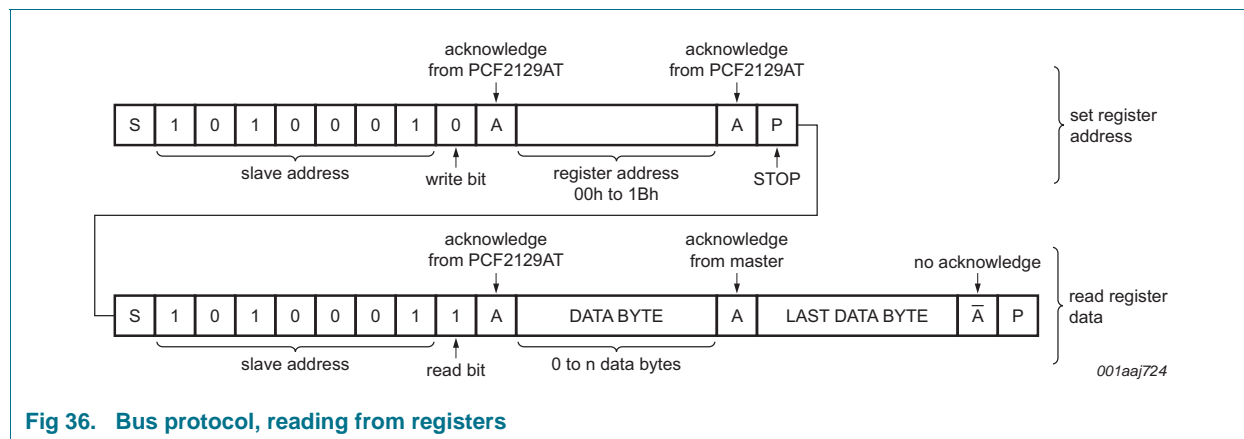 acknowledge
from PCF2129AT
acknowledge
from PCF2129AT
S 1 0 1 0 0 0 1 0 A A P
set register
address
slave address
write bit
register address
00h to 1Bh
STOP
acknowledge
from PCF2129AT
acknowledge
from master
no acknowledge
S 1 0 1 0 0 0 1 1 A DATA BYTE A LAST DATA BYTE A̅ P
read register
data
slave address
read bit
0 to n data bytes
001aaj724
Fig 36. Bus protocol, reading from registers